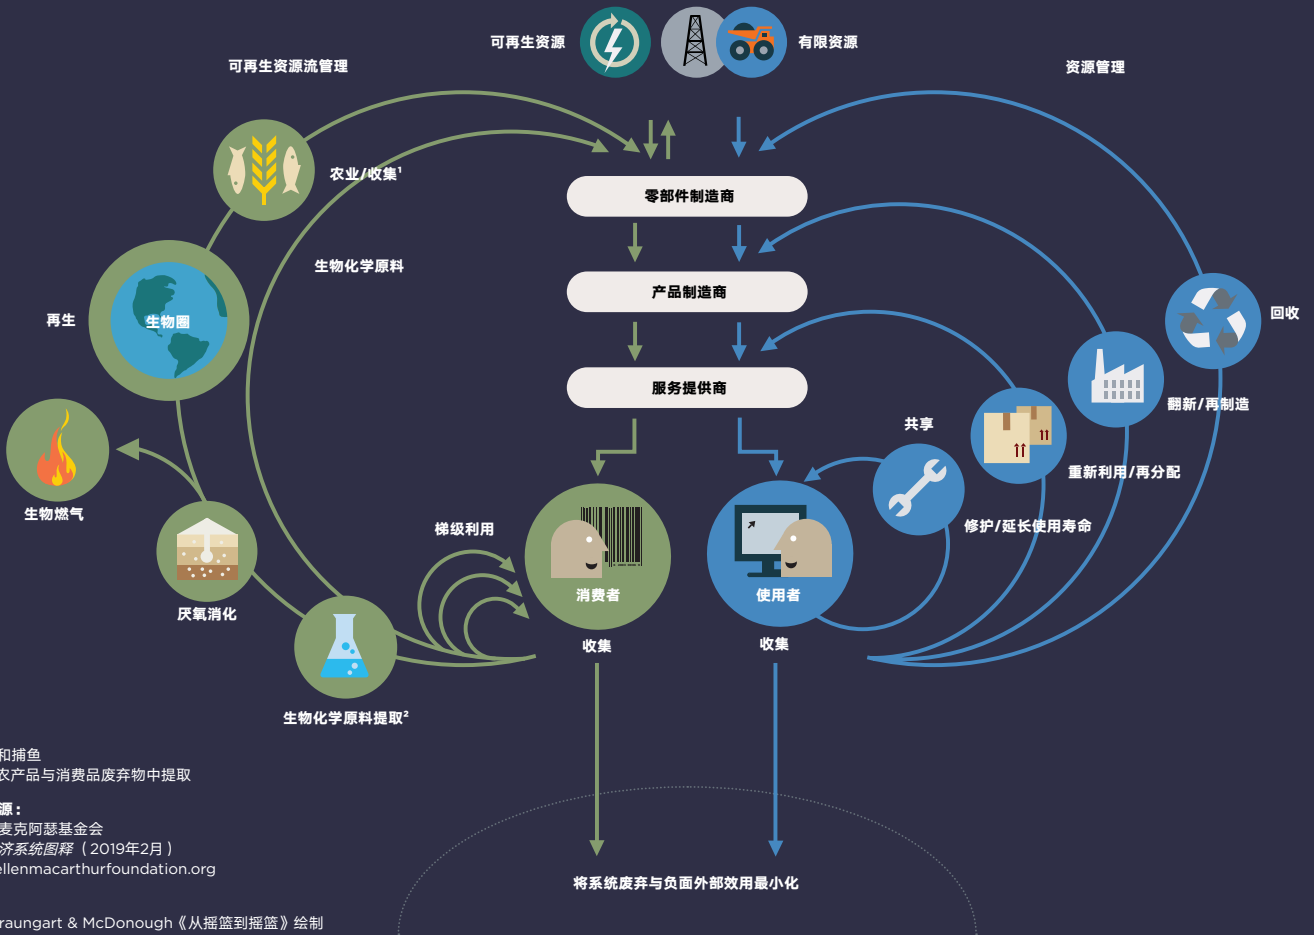 可再生资源
有限资源
可再生资源流管理
资源管理
农业/收集¹
零部件制造商
生物化学原料
产品制造商
再生
生物圈
回收
服务提供商
翻新/再制造
共享
重新利用/再分配
生物燃气
梯级利用
修护/延长使用寿命
消费者
使用者
厌氧消化
收集
收集
生物化学原料提取²
和捕鱼
农产品与消费品废弃物中提取
源：
麦克阿瑟基金会
济系统图释（2019年2月）
ellenmacarthurfoundation.org
将系统废弃与负面外部效用最小化
raungart & McDonough《从摇篮到摇篮》绘制